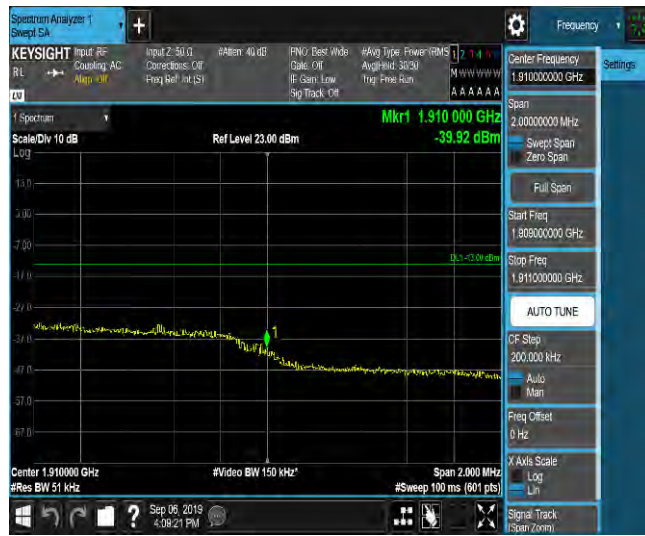 Spectrum Analyzer 1
Swept SA
+
Frequency
KEYSIGHT
Input: RF
Input Z: 50 Ω
#Atten: 40 dB
PNO: Best Wide
#Avg Type: Power (RMS
1 2 3 4 5 6
RL
Coupling: AC
Corrections: Off
Gate: Off
Avg|Hold: 30/30
M W W W W W
Align: Off
Freq Ref: Int (S)
IF Gain: Low
Trig: Free Run
Sig Track: Off
A A A A A A
LXI
1 Spectrum
Mkr1 1.910 000 GHz
Scale/Div 10 dB
Ref Level 23.00 dBm
-39.92 dBm
Log
13.0
3.00
-7.00
DL1 -13.00 dBm
-17.0
-27.0
1
-37.0
-47.0
-57.0
-67.0
Center 1.910000 GHz
#Video BW 150 kHz*
Span 2.000 MHz
#Res BW 51 kHz
#Sweep 100 ms (601 pts)
Sep 06, 2019
4:09:21 PM
?
Center Frequency
1.910000000 GHz
Settings
Span
2.00000000 MHz
Swept Span
Zero Span
Full Span
Start Freq
1.909000000 GHz
Stop Freq
1.911000000 GHz
AUTO TUNE
CF Step
200.000 kHz
Auto
Man
Freq Offset
0 Hz
X Axis Scale
Log
Lin
Signal Track
(Span Zoom)